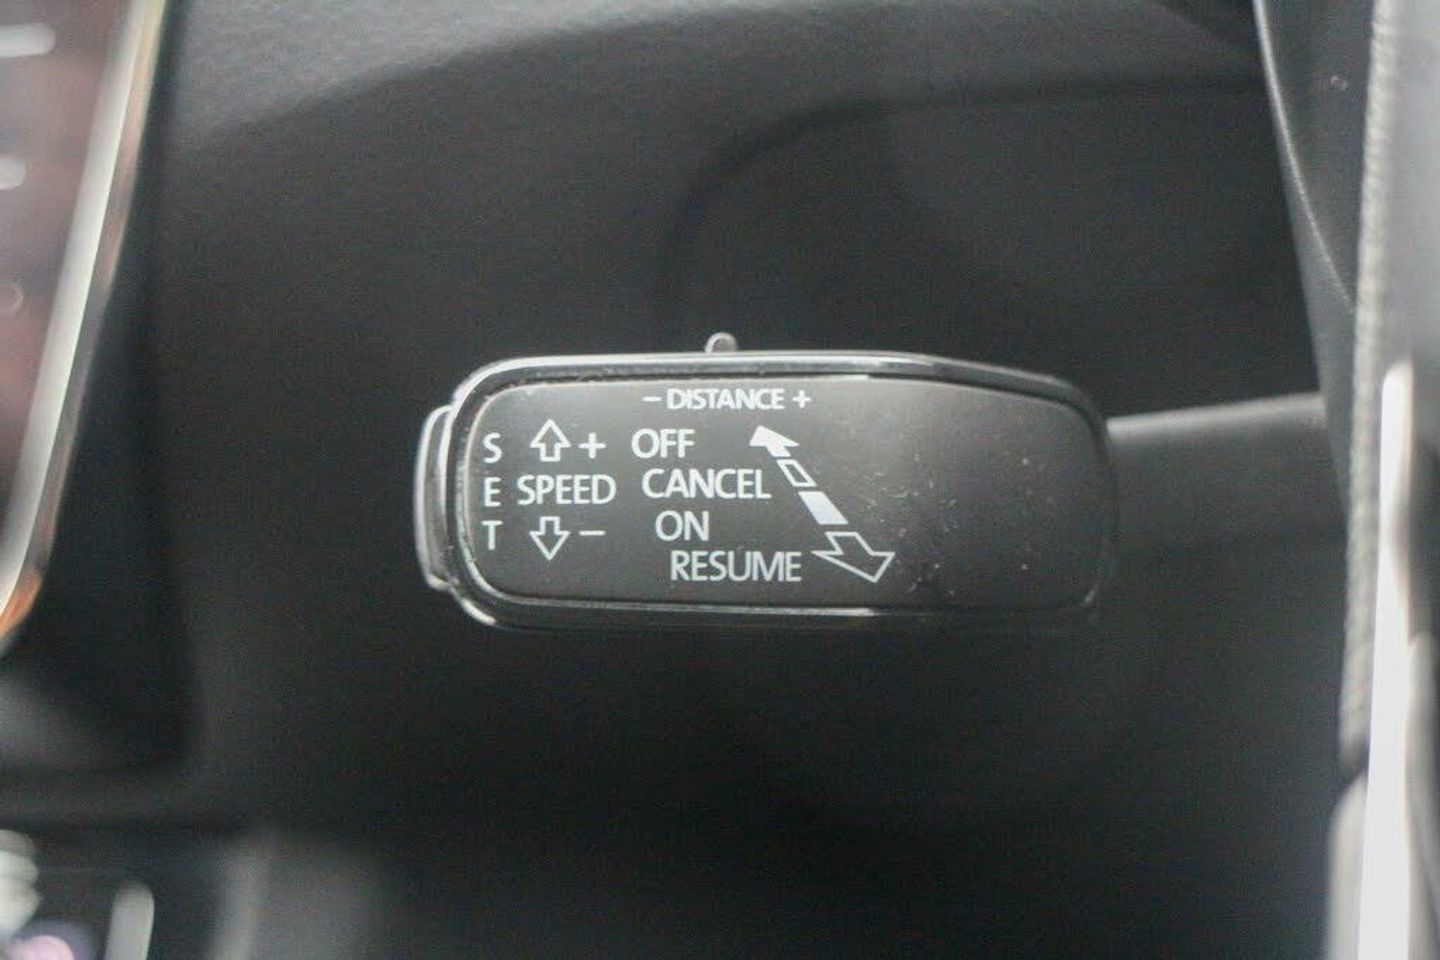 - DISTANCE +
S + OFF
E SPEED CANCEL
T - ON
RESUME